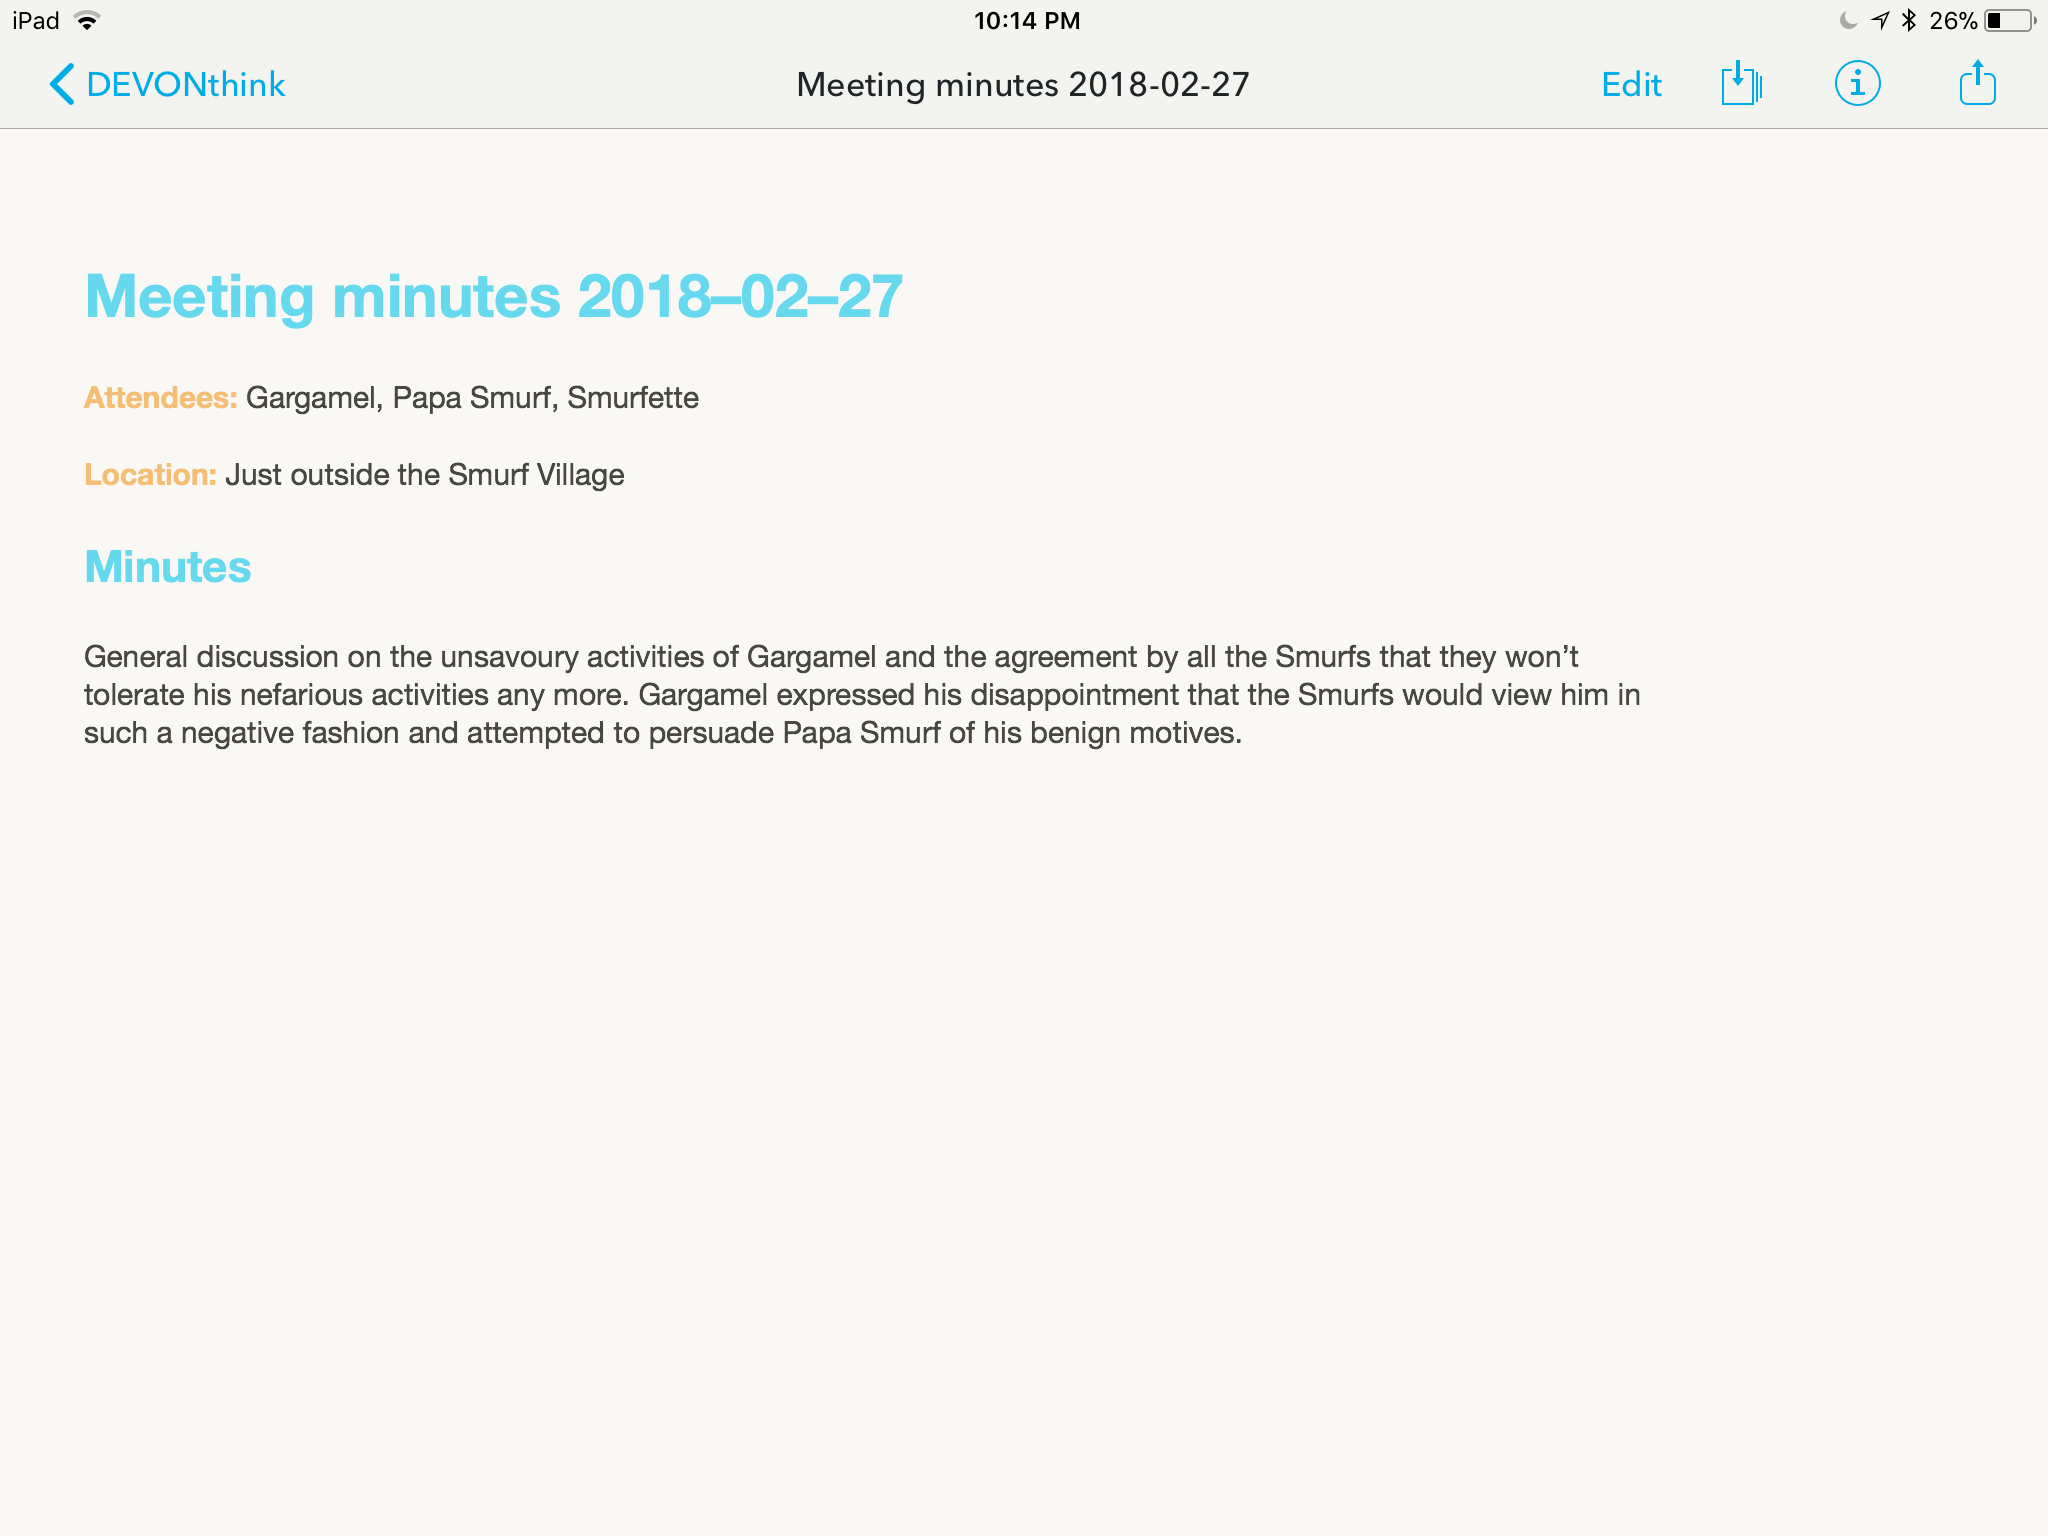 iPad 10:14 PM 26%
DEVONthink Meeting minutes 2018-02-27 Edit
Meeting minutes 2018–02–27
Attendees: Gargamel, Papa Smurf, Smurfette
Location: Just outside the Smurf Village
Minutes
General discussion on the unsavoury activities of Gargamel and the agreement by all the Smurfs that they won’t
tolerate his nefarious activities any more. Gargamel expressed his disappointment that the Smurfs would view him in
such a negative fashion and attempted to persuade Papa Smurf of his benign motives.